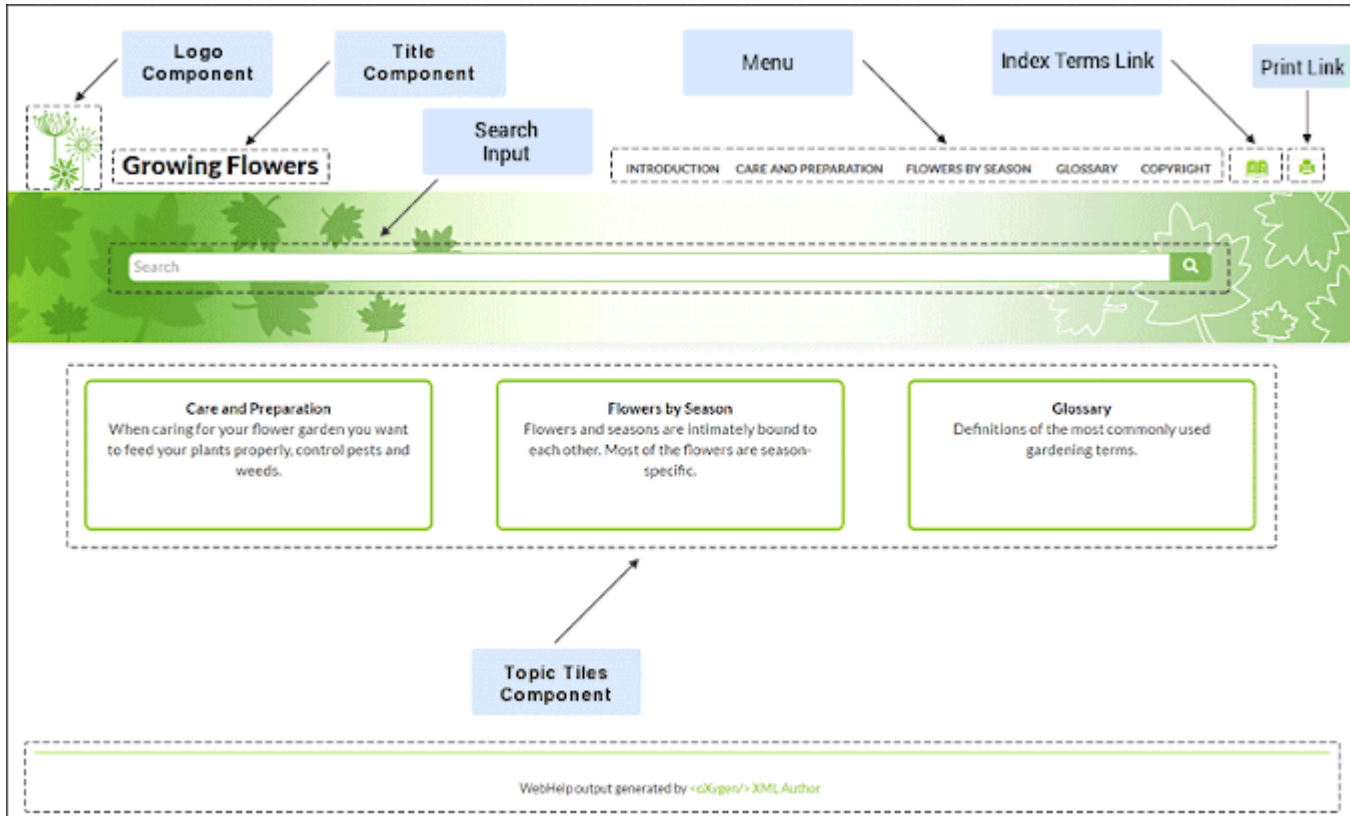 Logo
Component
Title
Component
Menu
Index Terms Link
Print Link
Search
Input
Growing Flowers
INTRODUCTION CARE AND PREPARATION FLOWERS BY SEASON GLOSSARY COPYRIGHT
Search
Care and Preparation
When caring for your flower garden you want
to feed your plants properly, control pests and
weeds.
Flowers by Season
Flowers and seasons are intimately bound to
each other. Most of the flowers are season-
specific.
Glossary
Definitions of the most commonly used
gardening terms.
Topic Tiles
Component
WebHelp output generated by <oXygen/> XML Author